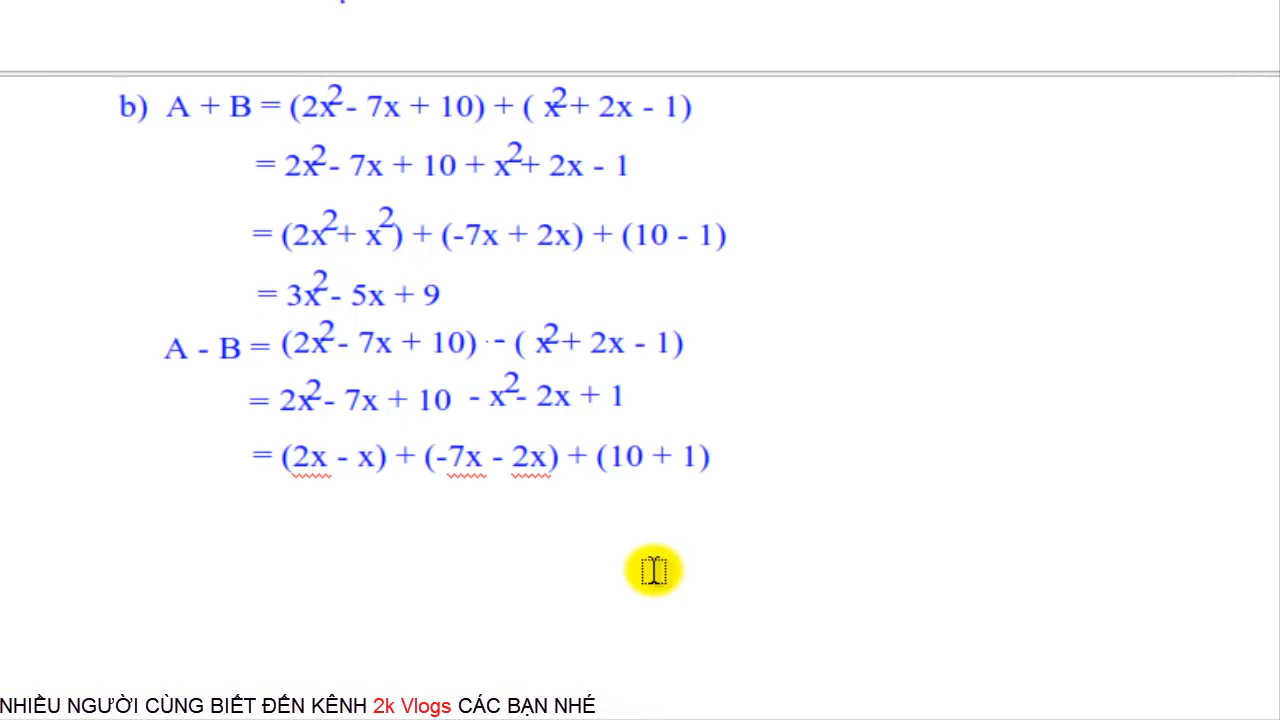 b) A + B = (2x² - 7x + 10) + ( x² + 2x - 1)
= 2x² - 7x + 10 + x² + 2x - 1
= (2x² + x²) + (-7x + 2x) + (10 - 1)
= 3x² - 5x + 9
A - B = (2x² - 7x + 10) - ( x² + 2x - 1)
= 2x² - 7x + 10 - x² - 2x + 1
= (2x - x) + (-7x - 2x) + (10 + 1)
NHIỀU NGƯỜI CÙNG BIẾT ĐẾN KÊNH 2k Vlogs CÁC BẠN NHÉ